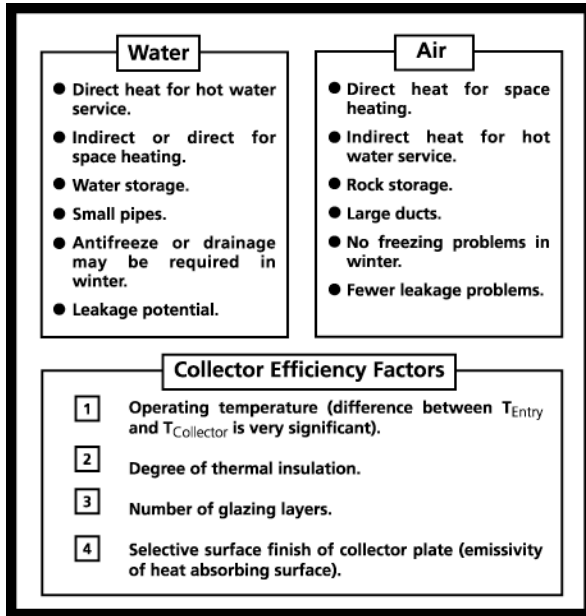 Water
● Direct heat for hot water
service.
● Indirect or direct for
space heating.
● Water storage.
● Small pipes.
● Antifreeze or drainage
may be required in
winter.
● Leakage potential.
Air
● Direct heat for space
heating.
● Indirect heat for hot
water service.
● Rock storage.
● Large ducts.
● No freezing problems in
winter.
● Fewer leakage problems.
Collector Efficiency Factors
1 Operating temperature (difference between TEntry
and TCollector is very significant).
2 Degree of thermal insulation.
3 Number of glazing layers.
4 Selective surface finish of collector plate (emissivity
of heat absorbing surface).